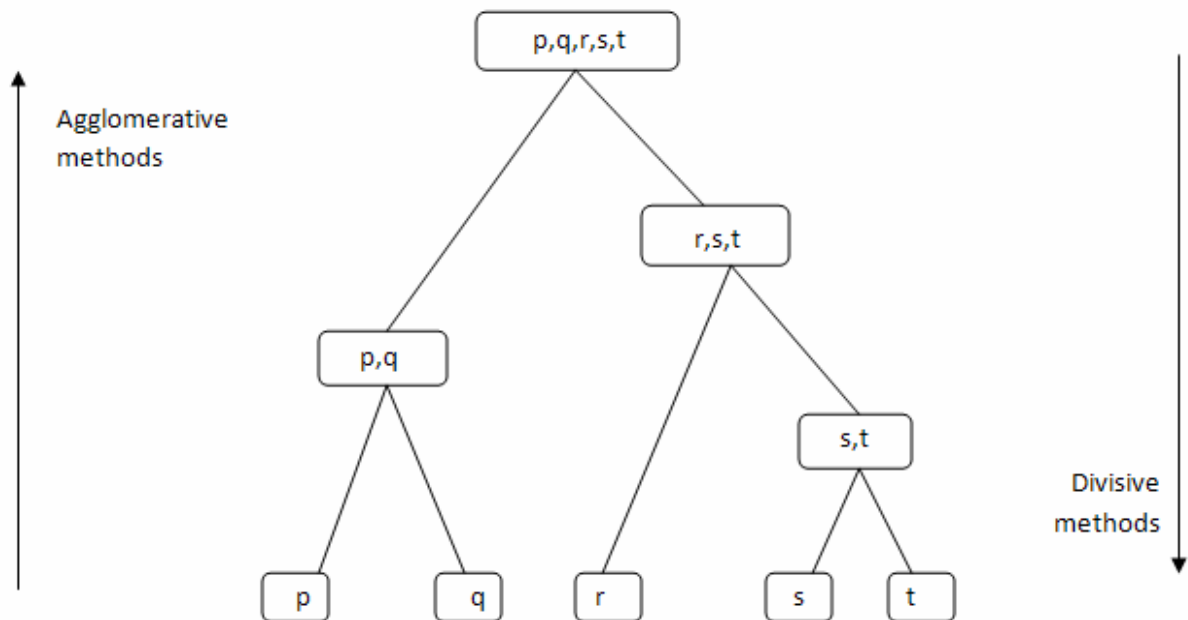 p,q,r,s,t
Agglomerative
methods
r,s,t
p,q
s,t
Divisive
methods
p
q
r
s
t